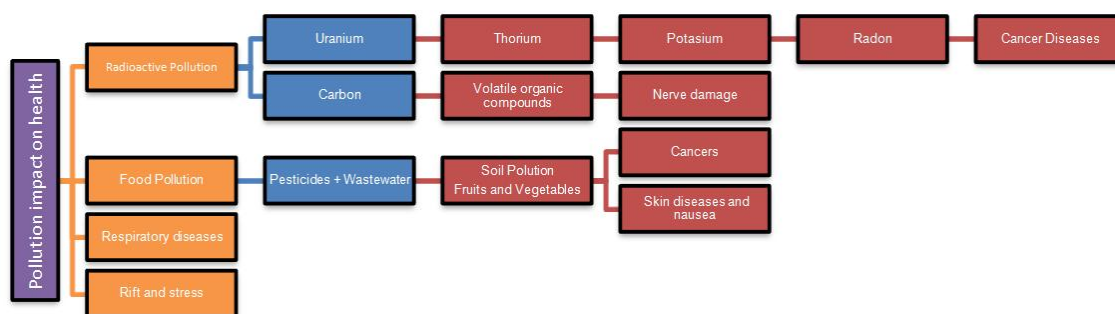 Pollution impact on health
Radioactive Pollution
Uranium
Thorium
Potasium
Radon
Cancer Diseases
Carbon
Volatile organic
compounds
Nerve damage
Food Pollution
Pesticides + Wastewater
Soil Polution
Fruits and Vegetables
Cancers
Skin diseases and
nausea
Respiratory diseases
Rift and stress